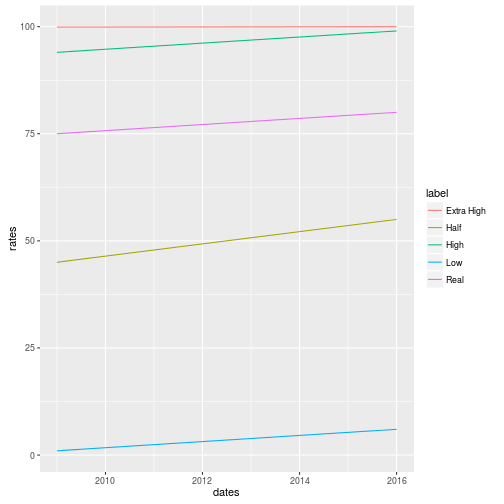 100
75
50
25
0
rates
2010 2012 2014 2016
dates
label
Extra High
Half
High
Low
Real